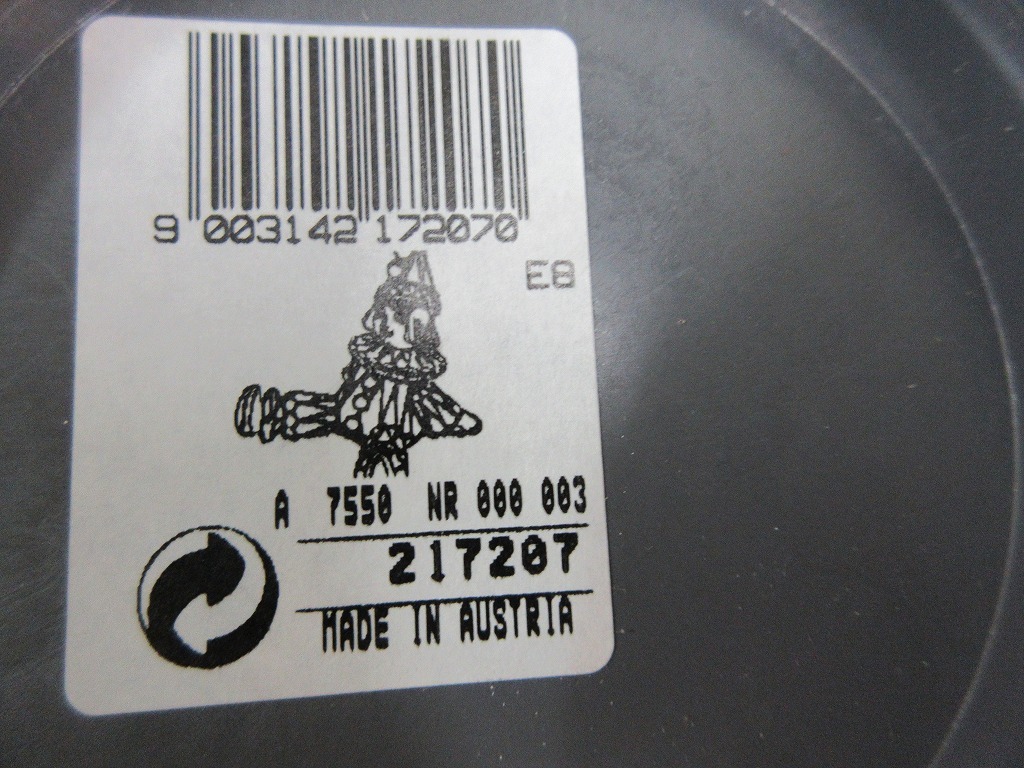 9 003142 172070
E8
A 7550 NR 000 003
217207
MADE IN AUSTRIA